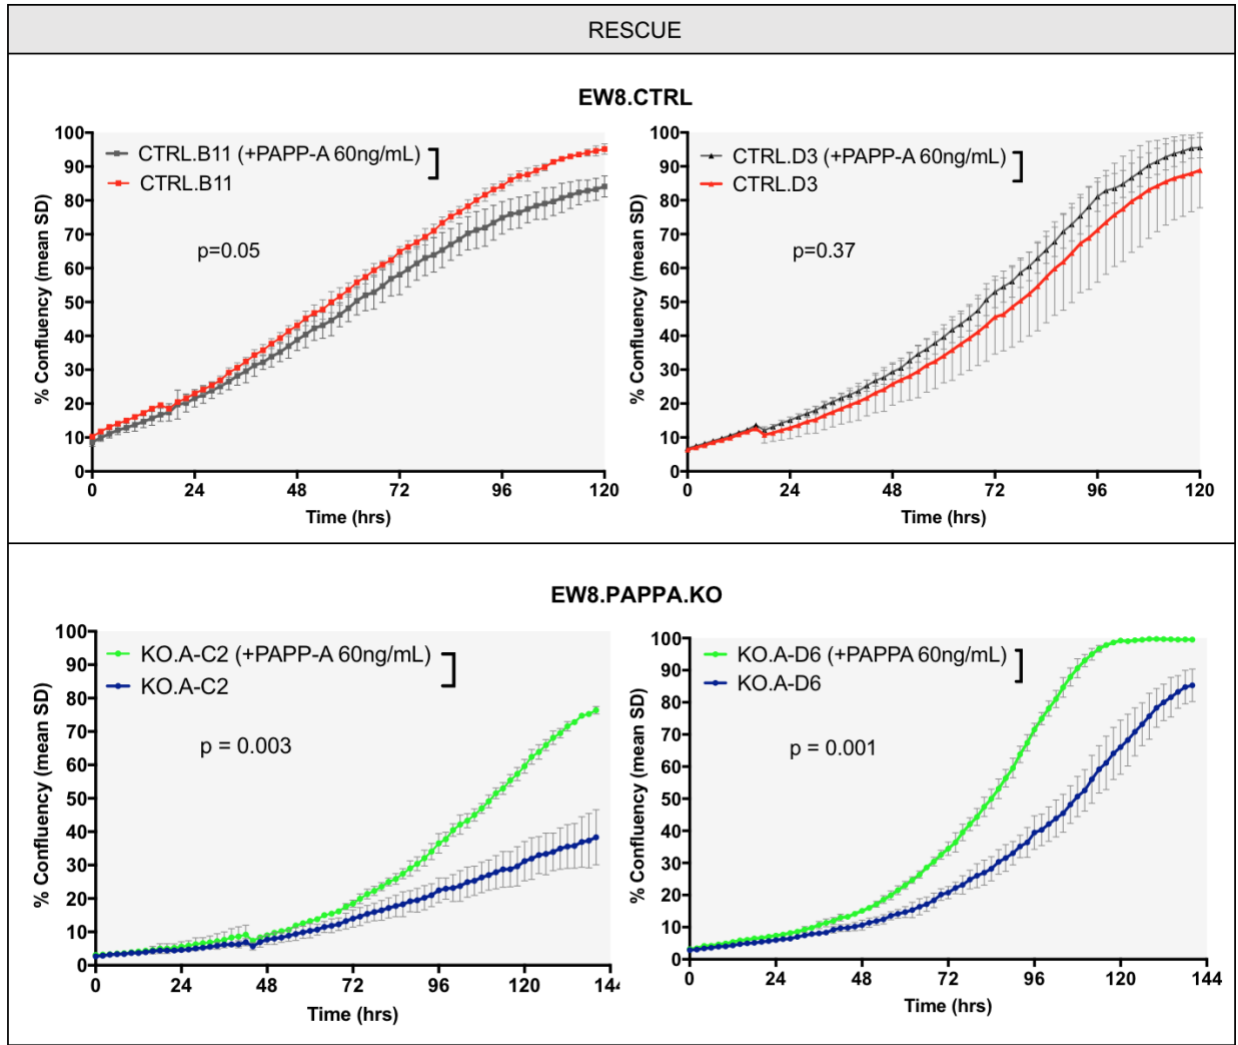 RESCUE
EW8.CTRL
% Confluency (mean SD)
100
90
80
70
60
50
40
30
20
10
0
CTRL.B11 (+PAPP-A 60ng/mL)
CTRL.B11
p=0.05
0 24 48 72 96 120
Time (hrs)
% Confluency (mean SD)
100
90
80
70
60
50
40
30
20
10
0
CTRL.D3 (+PAPP-A 60ng/mL)
CTRL.D3
p=0.37
0 24 48 72 96 120
Time (hrs)
EW8.PAPPA.KO
% Confluency (mean SD)
100
90
80
70
60
50
40
30
20
10
0
KO.A-C2 (+PAPP-A 60ng/mL)
KO.A-C2
p = 0.003
0 24 48 72 96 120 144
Time (hrs)
% Confluency (mean SD)
100
90
80
70
60
50
40
30
20
10
0
KO.A-D6 (+PAPPA 60ng/mL)
KO.A-D6
p = 0.001
0 24 48 72 96 120 144
Time (hrs)